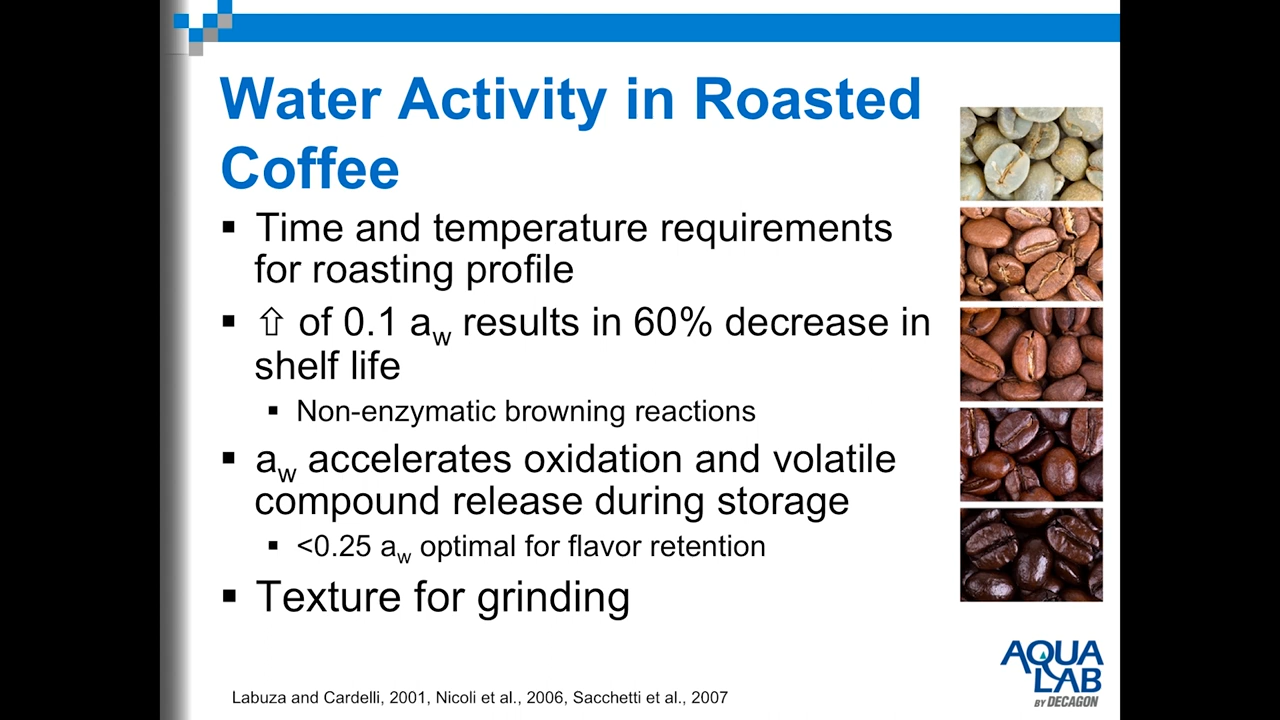 Water Activity in Roasted
Coffee
▪ Time and temperature requirements
for roasting profile
▪ ⇧ of 0.1 aw results in 60% decrease in
shelf life
▪ Non-enzymatic browning reactions
▪ aw accelerates oxidation and volatile
compound release during storage
▪ <0.25 aw optimal for flavor retention
▪ Texture for grinding
Labuza and Cardelli, 2001, Nicoli et al., 2006, Sacchetti et al., 2007
AQUA
LAB
BY DECAGON